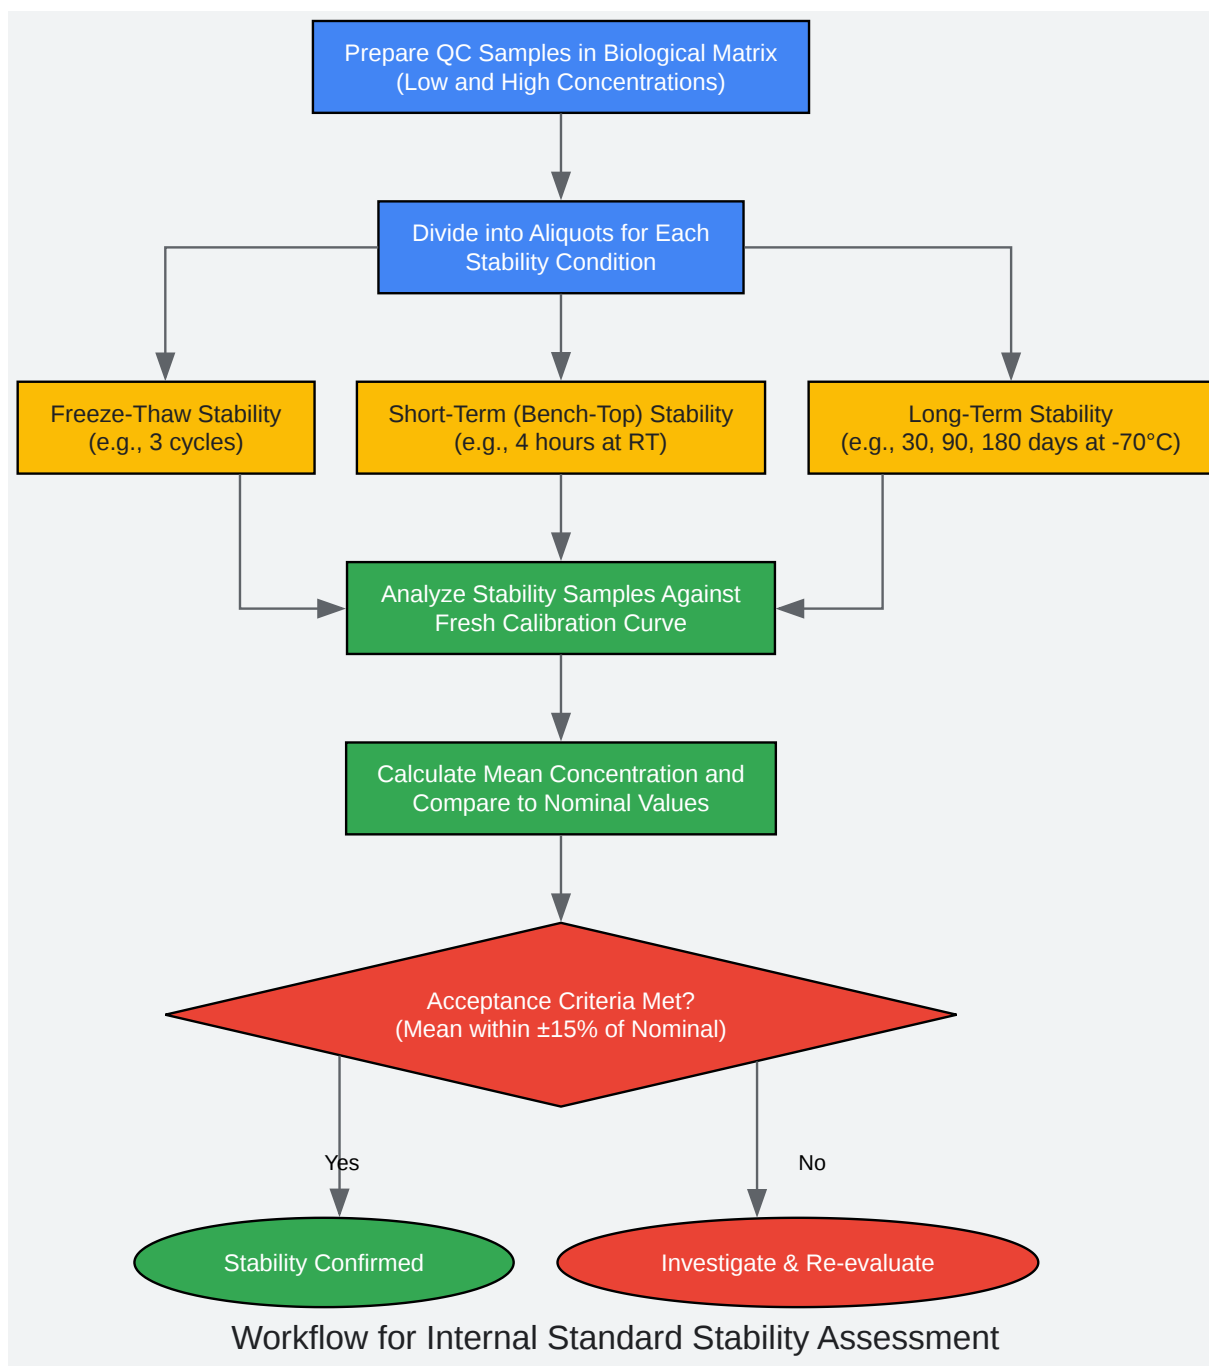 Prepare QC Samples in Biological Matrix
(Low and High Concentrations)
Divide into Aliquots for Each
Stability Condition
Freeze-Thaw Stability
(e.g., 3 cycles)
Short-Term (Bench-Top) Stability
(e.g., 4 hours at RT)
Long-Term Stability
(e.g., 30, 90, 180 days at -70°C)
Analyze Stability Samples Against
Fresh Calibration Curve
Calculate Mean Concentration and
Compare to Nominal Values
Acceptance Criteria Met?
(Mean within ±15% of Nominal)
Yes
No
Stability Confirmed
Investigate & Re-evaluate
Workflow for Internal Standard Stability Assessment